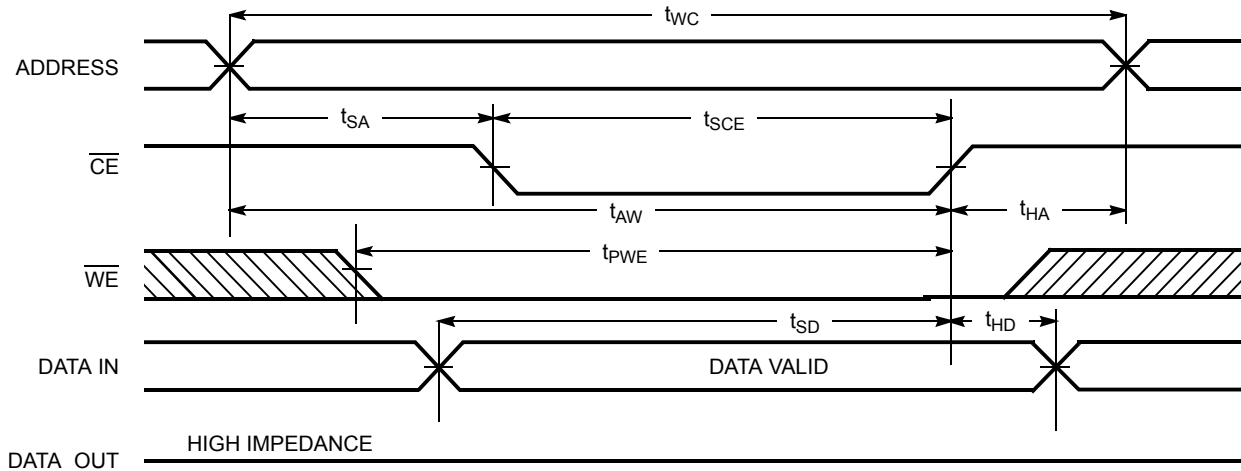 tWC
ADDRESS
tSA
tSCE
CE
tAW
tHA
tPWE
WE
tSD
tHD
DATA IN
DATA VALID
HIGH IMPEDANCE
DATA OUT